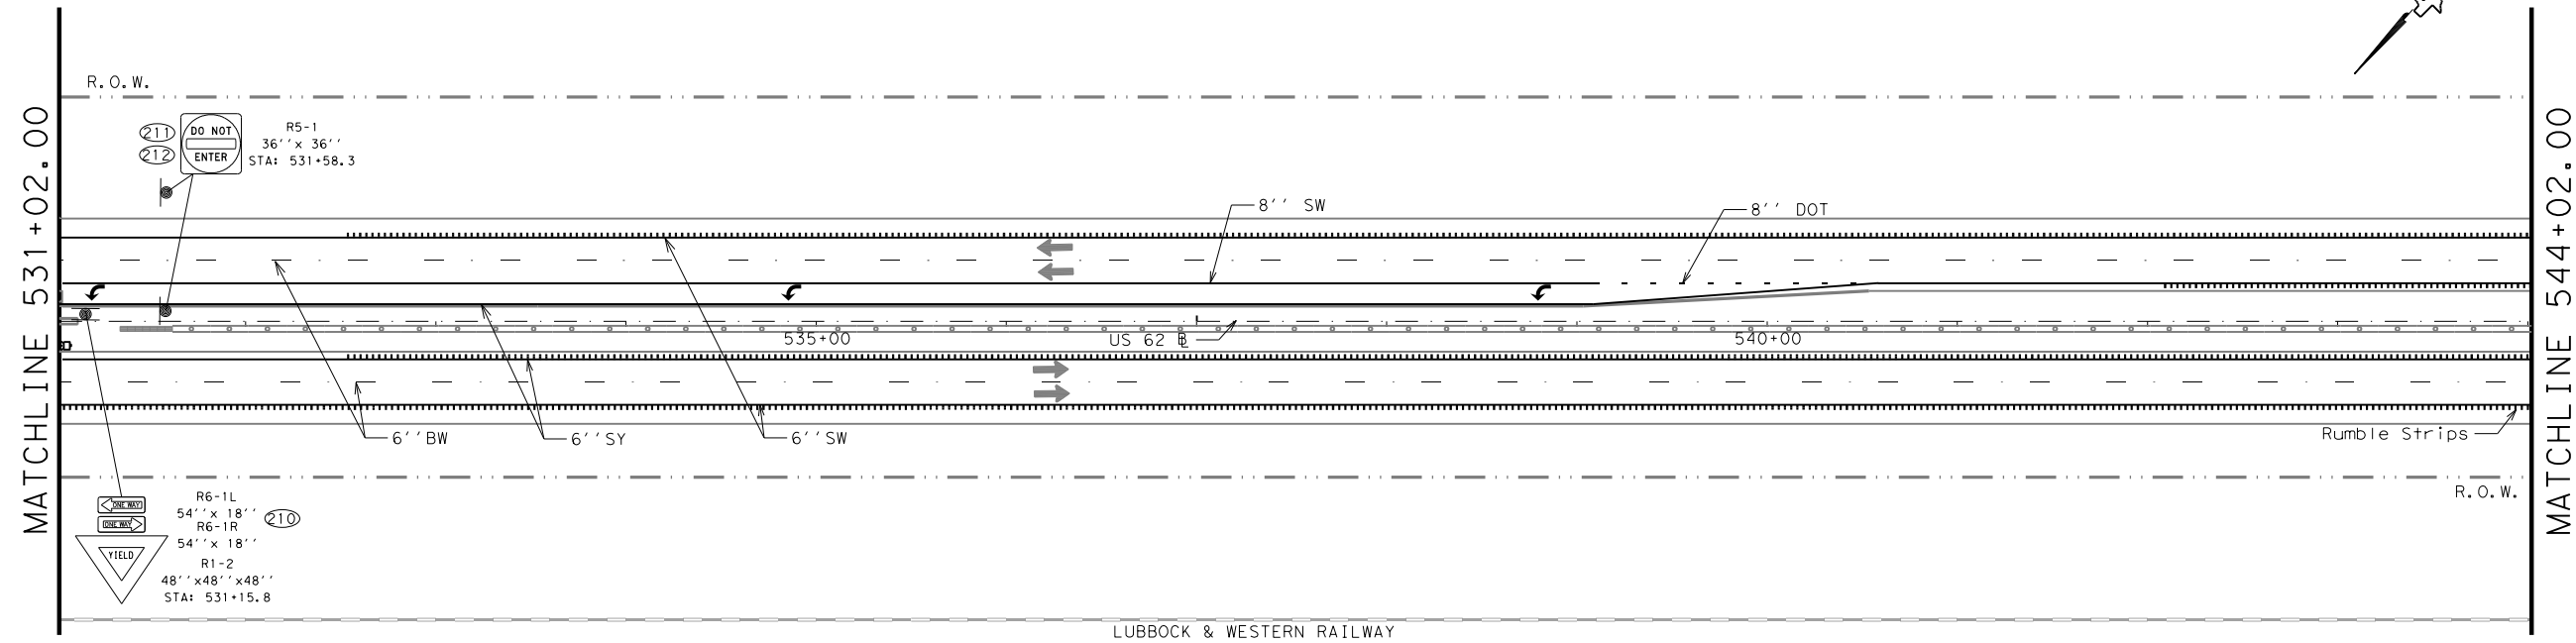 R.O.W.
MATCHLINE 531+02.00
MATCHLINE 544+02.00
211
212
DO NOT
ENTER
R5-1
36''x 36''
STA: 531+58.3
8'' SW
8'' DOT
535+00
US 62 ℄
540+00
6''BW
6''SY
6''SW
Rumble Strips
R.O.W.
ONE WAY
ONE WAY
YIELD
R6-1L
54''x 18''
R6-1R
54''x 18''
210
R1-2
48''x48''x48''
STA: 531+15.8
LUBBOCK & WESTERN RAILWAY